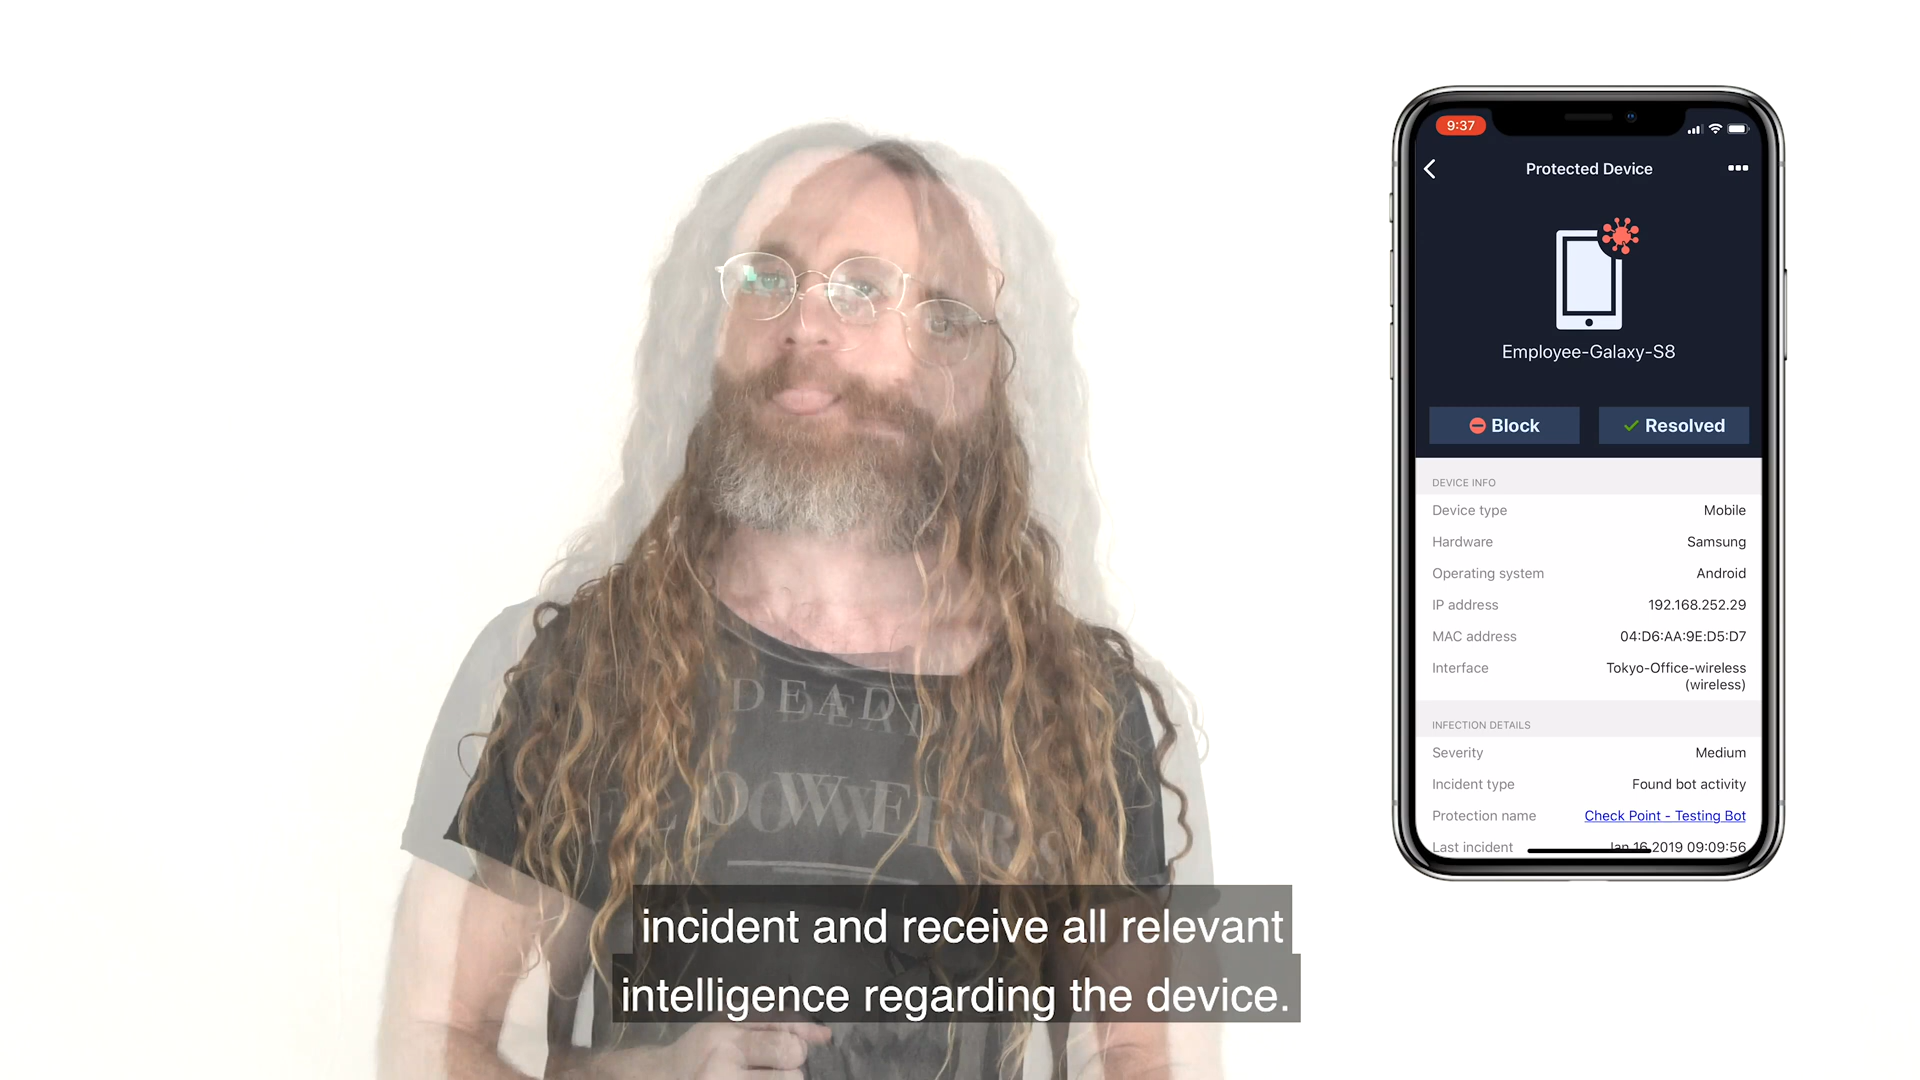 9:37
Protected Device
Employee-Galaxy-S8
Block
Resolved
DEVICE INFO
Device type Mobile
Hardware Samsung
Operating system Android
IP address 192.168.252.29
MAC address 04:D6:AA:9E:D5:D7
Interface Tokyo-Office-wireless
(wireless)
INFECTION DETAILS
Severity Medium
Incident type Found bot activity
Protection name Check Point - Testing Bot
Last incident Jan 16 2019 09:09:56
DEAD
incident and receive all relevant
intelligence regarding the device.